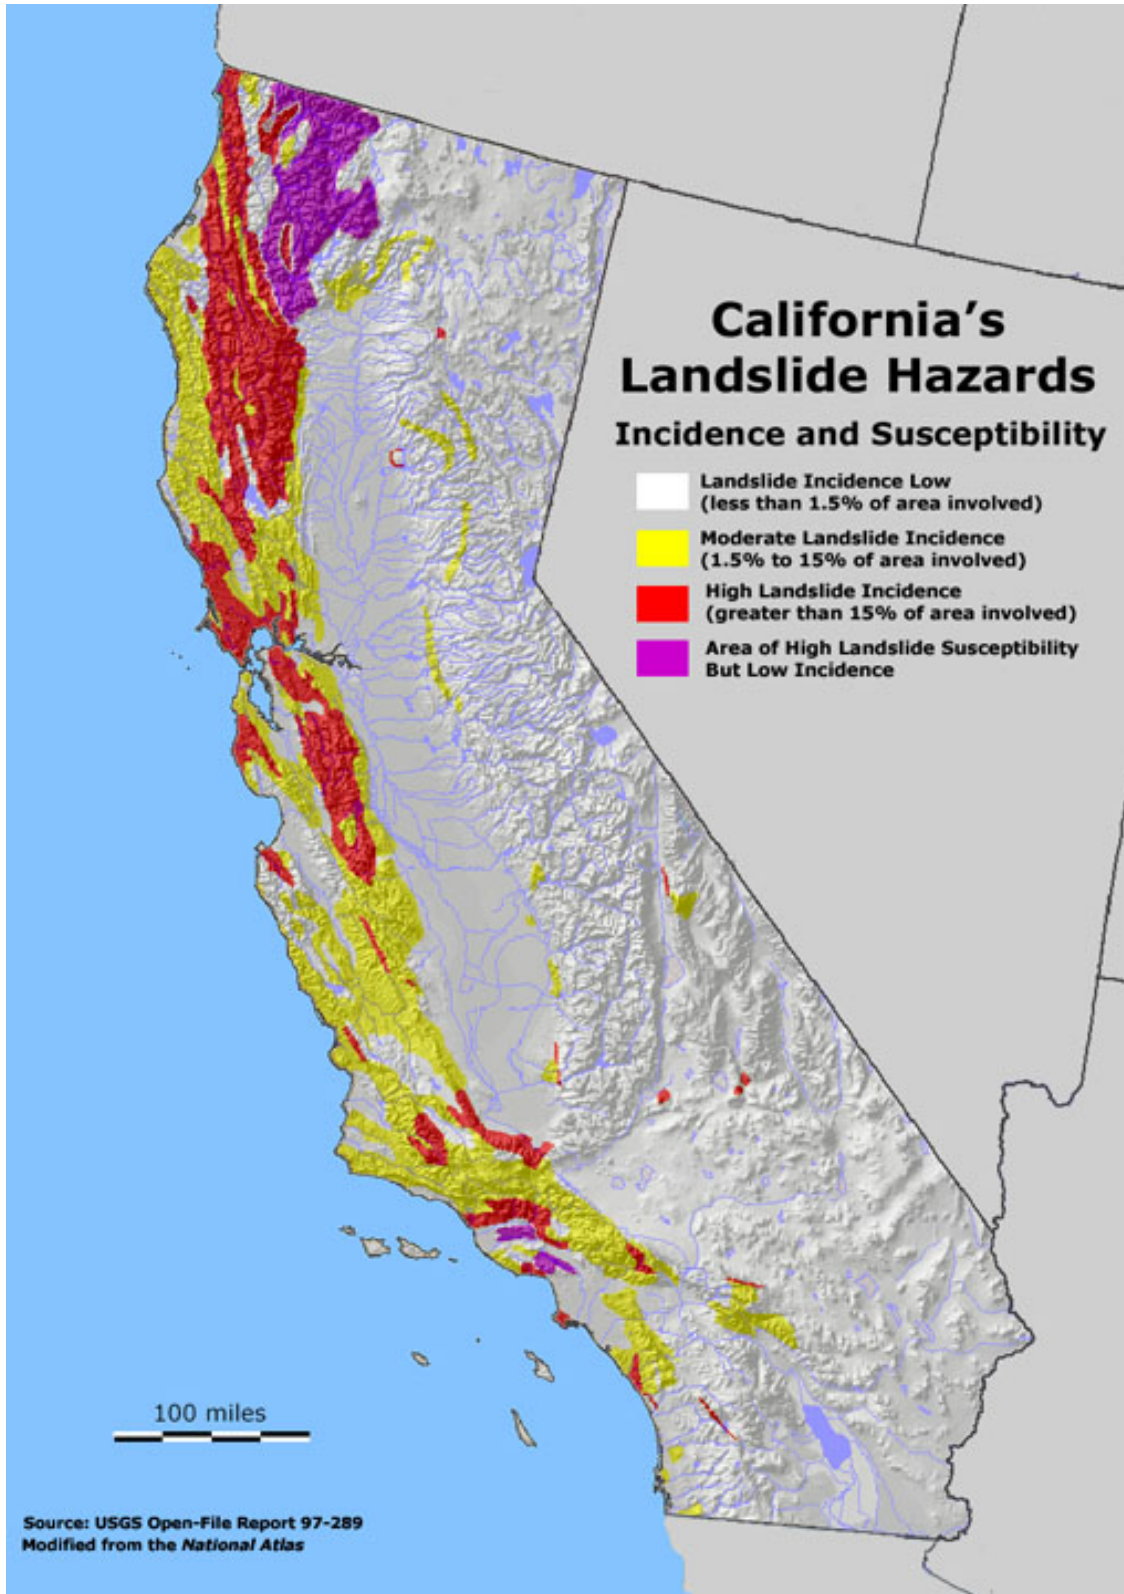 California's
Landslide Hazards
Incidence and Susceptibility
Landslide Incidence Low
(less than 1.5% of area involved)
Moderate Landslide Incidence
(1.5% to 15% of area involved)
High Landslide Incidence
(greater than 15% of area involved)
Area of High Landslide Susceptibility
But Low Incidence
100 miles
Source: USGS Open-File Report 97-289
Modified from the National Atlas